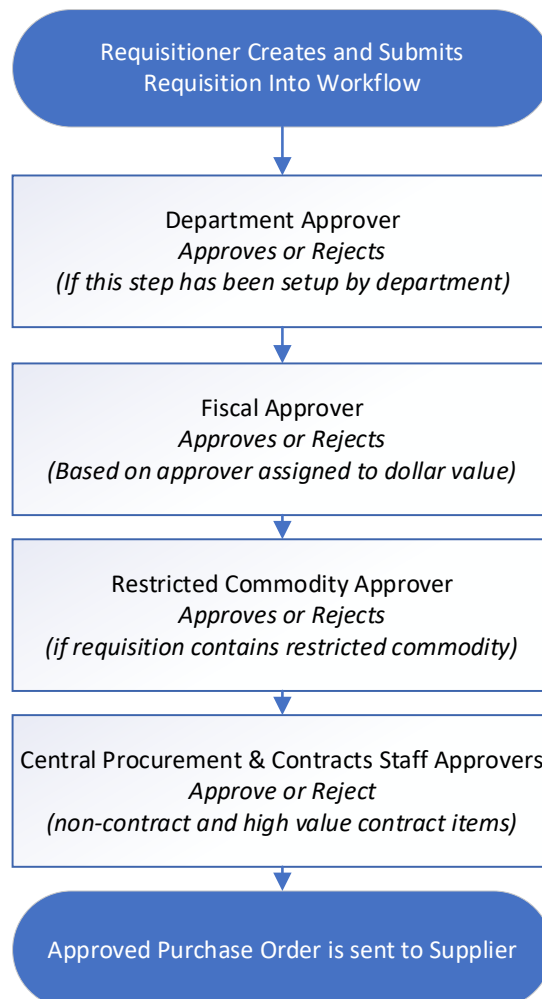 Requisitioner Creates and Submits
Requisition Into Workflow
Department Approver
Approves or Rejects
(If this step has been setup by department)
Fiscal Approver
Approves or Rejects
(Based on approver assigned to dollar value)
Restricted Commodity Approver
Approves or Rejects
(if requisition contains restricted commodity)
Central Procurement & Contracts Staff Approvers
Approve or Reject
(non-contract and high value contract items)
Approved Purchase Order is sent to Supplier